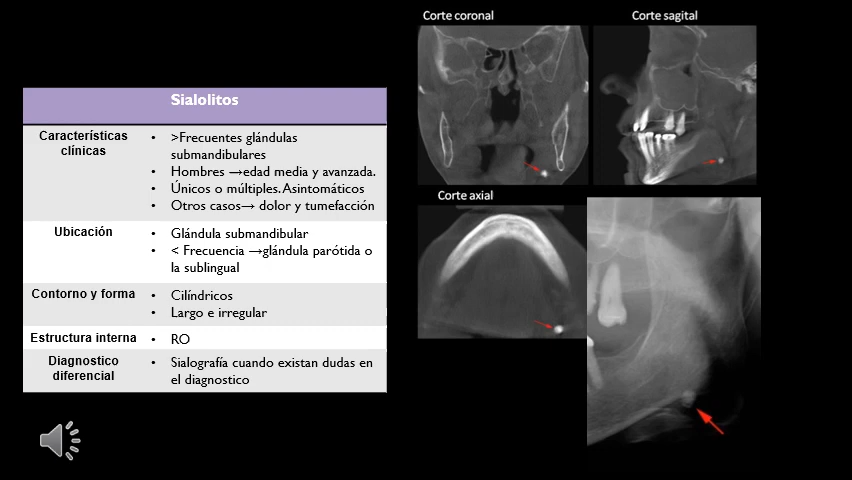 Corte coronal
Corte sagital
Sialolitos
Características
clínicas
• >Frecuentes glándulas
submandibulares
• Hombres →edad media y avanzada.
• Únicos o múltiples. Asintomáticos
• Otros casos→ dolor y tumefacción
Corte axial
Ubicación
• Glándula submandibular
• < Frecuencia →glándula parótida o
la sublingual
Contorno y forma
• Cilíndricos
• Largo e irregular
Estructura interna
• RO
Diagnostico
diferencial
• Sialografía cuando existan dudas en
el diagnostico